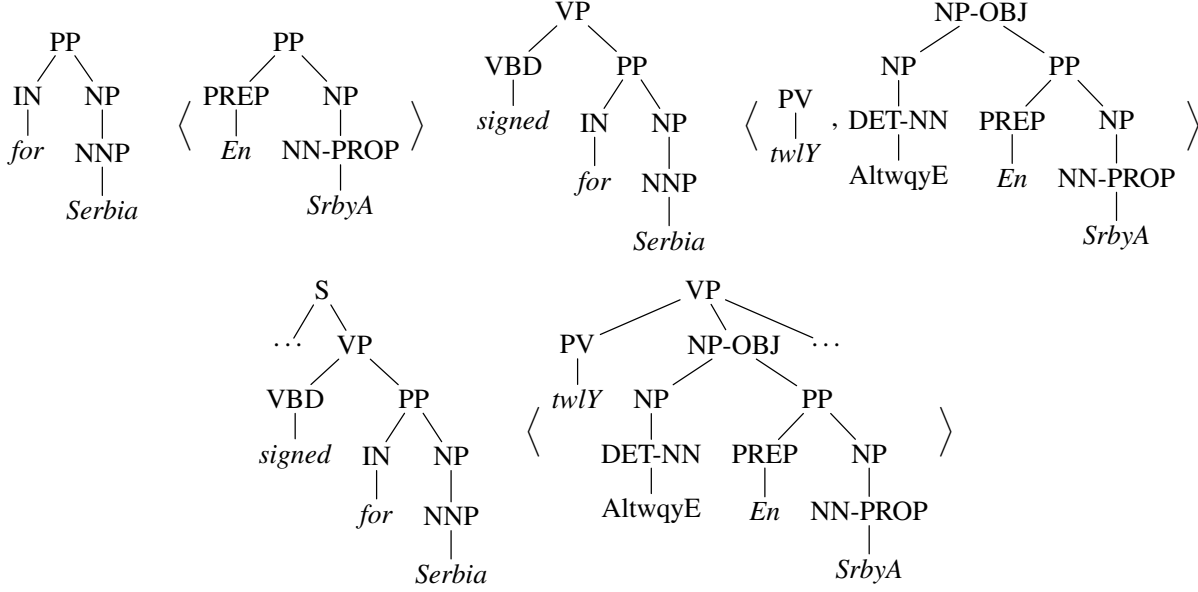 VP NP-OBJ
PP PP
VBD PP NP PP
IN NP ⟨ PREP NP ⟩ signed IN NP ⟨ PV , DET-NN PREP NP ⟩
for NNP En NN-PROP for NNP twlY AltwqyE En NN-PROP
Serbia SrbyA Serbia SrbyA
S VP
... VP PV NP-OBJ ...
VBD PP ⟨ twlY NP PP ⟩
signed IN NP DET-NN PREP NP
for NNP AltwqyE En NN-PROP
Serbia SrbyA